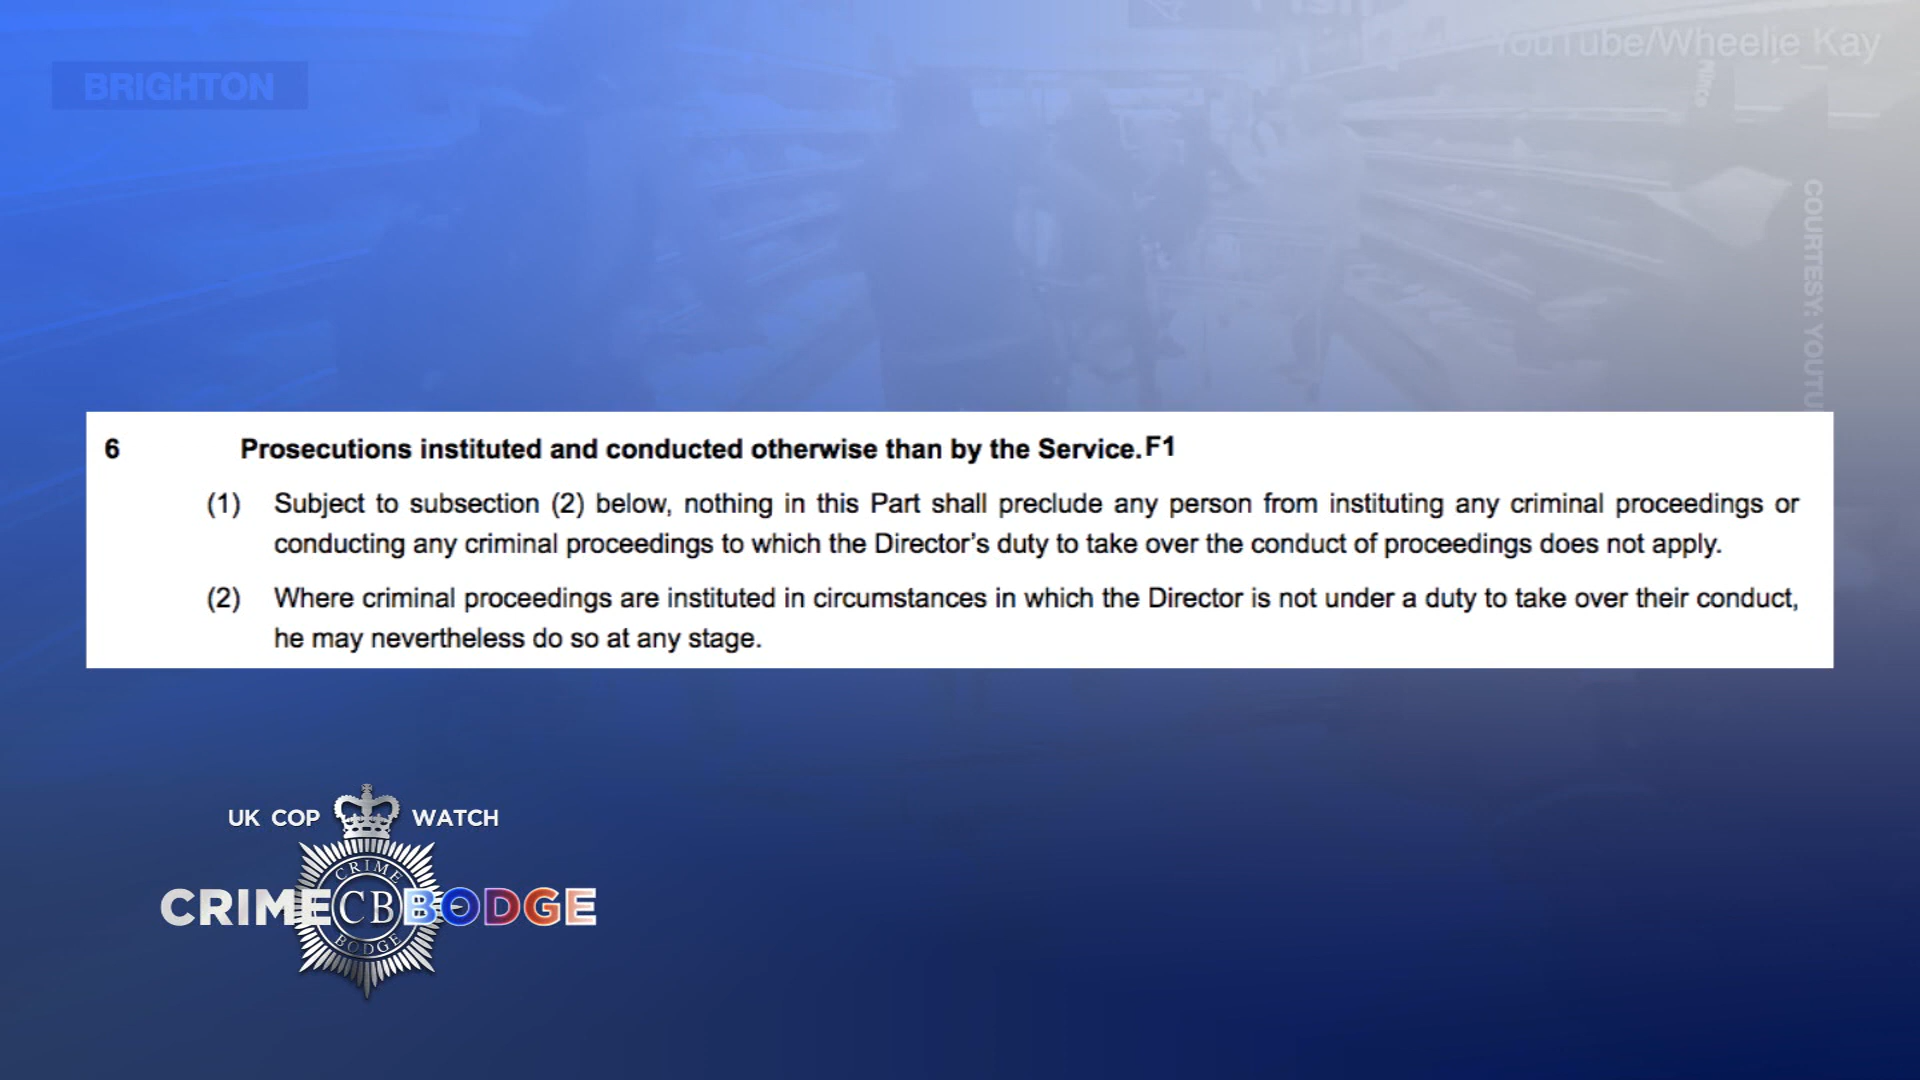 YouTube/Wheelie Kay
BRIGHTON
COURTESY: YOUTU
6 Prosecutions instituted and conducted otherwise than by the Service. F1
(1) Subject to subsection (2) below, nothing in this Part shall preclude any person from instituting any criminal proceedings or
conducting any criminal proceedings to which the Director's duty to take over the conduct of proceedings does not apply.
(2) Where criminal proceedings are instituted in circumstances in which the Director is not under a duty to take over their conduct,
he may nevertheless do so at any stage.
UK COP WATCH
CRIME
CRIME CB BODGE
BODGE